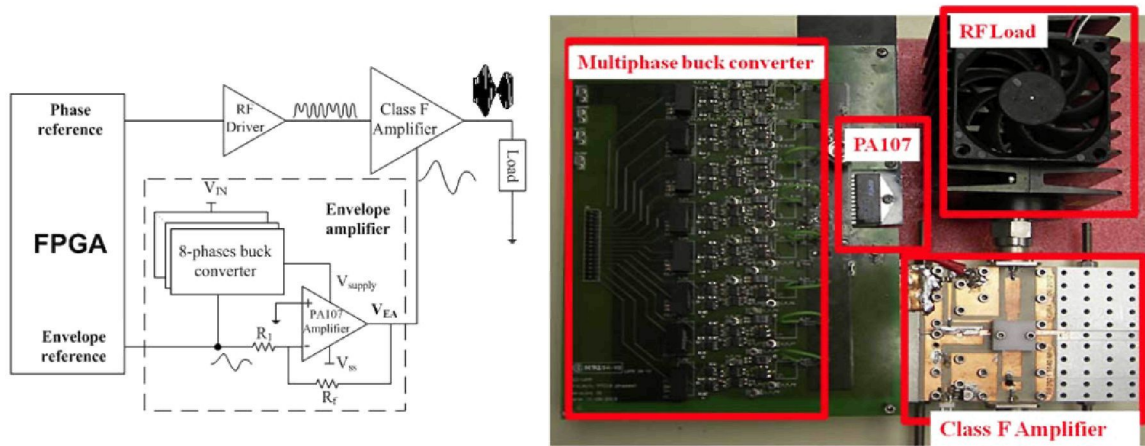 Phase
reference
FPGA
Envelope
reference
RF
Driver
Class F
Amplifier
Load
V_IN
8-phases buck
converter
Envelope
amplifier
V_supply
V_EA
PA107
Amplifier
R_1
V_ss
R_f
Multiphase buck converter
PA107
RF Load
Class F Amplifier